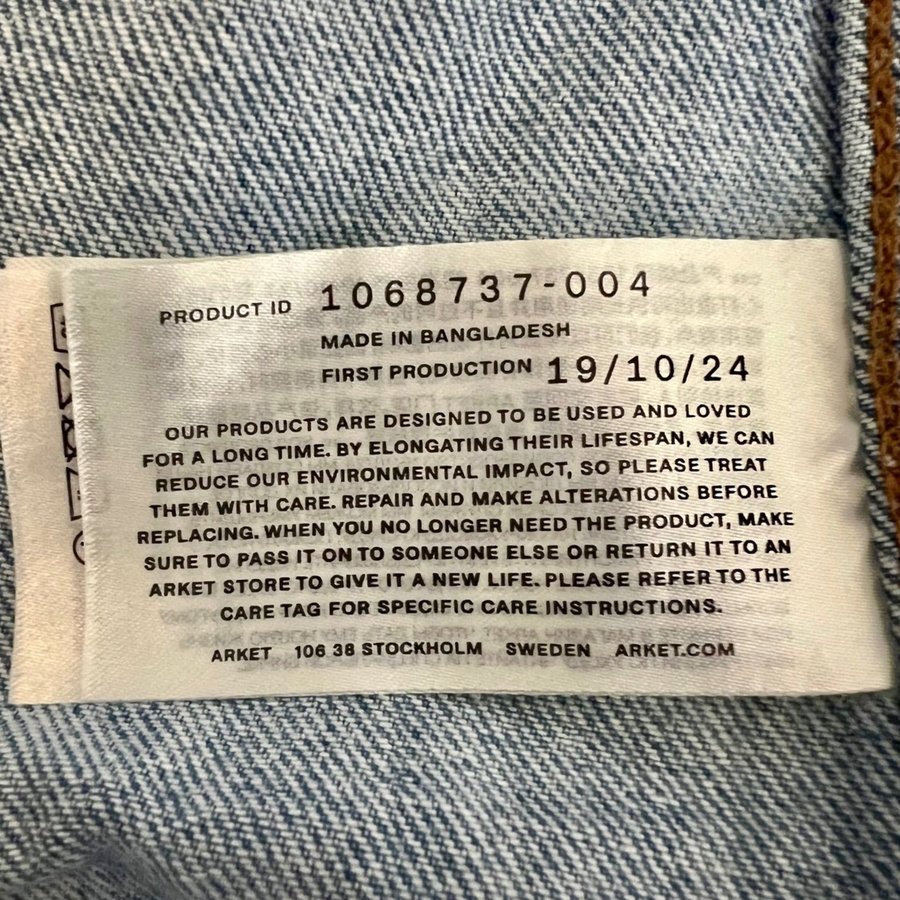 PRODUCT ID 1068737-004
MADE IN BANGLADESH
FIRST PRODUCTION 19/10/24
OUR PRODUCTS ARE DESIGNED TO BE USED AND LOVED
FOR A LONG TIME. BY ELONGATING THEIR LIFESPAN, WE CAN
REDUCE OUR ENVIRONMENTAL IMPACT, SO PLEASE TREAT
THEM WITH CARE. REPAIR AND MAKE ALTERATIONS BEFORE
REPLACING. WHEN YOU NO LONGER NEED THE PRODUCT, MAKE
SURE TO PASS IT ON TO SOMEONE ELSE OR RETURN IT TO AN
ARKET STORE TO GIVE IT A NEW LIFE. PLEASE REFER TO THE
CARE TAG FOR SPECIFIC CARE INSTRUCTIONS.
ARKET 106 38 STOCKHOLM SWEDEN ARKET.COM